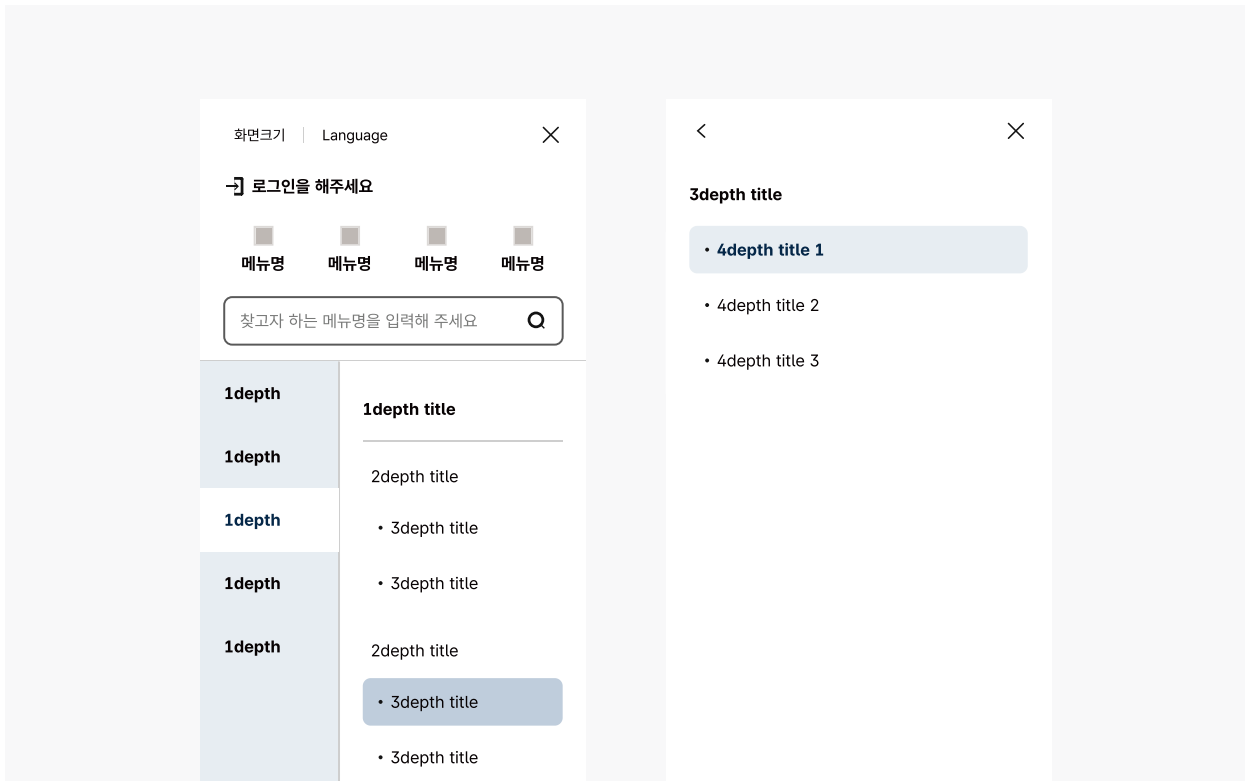 화면크기 Language
로그인을 해주세요
메뉴명 메뉴명 메뉴명 메뉴명
찾고자 하는 메뉴명을 입력해 주세요
1depth
1depth
1depth
1depth
1depth
1depth title
2depth title
• 3depth title
• 3depth title
2depth title
• 3depth title
• 3depth title
3depth title
• 4depth title 1
• 4depth title 2
• 4depth title 3